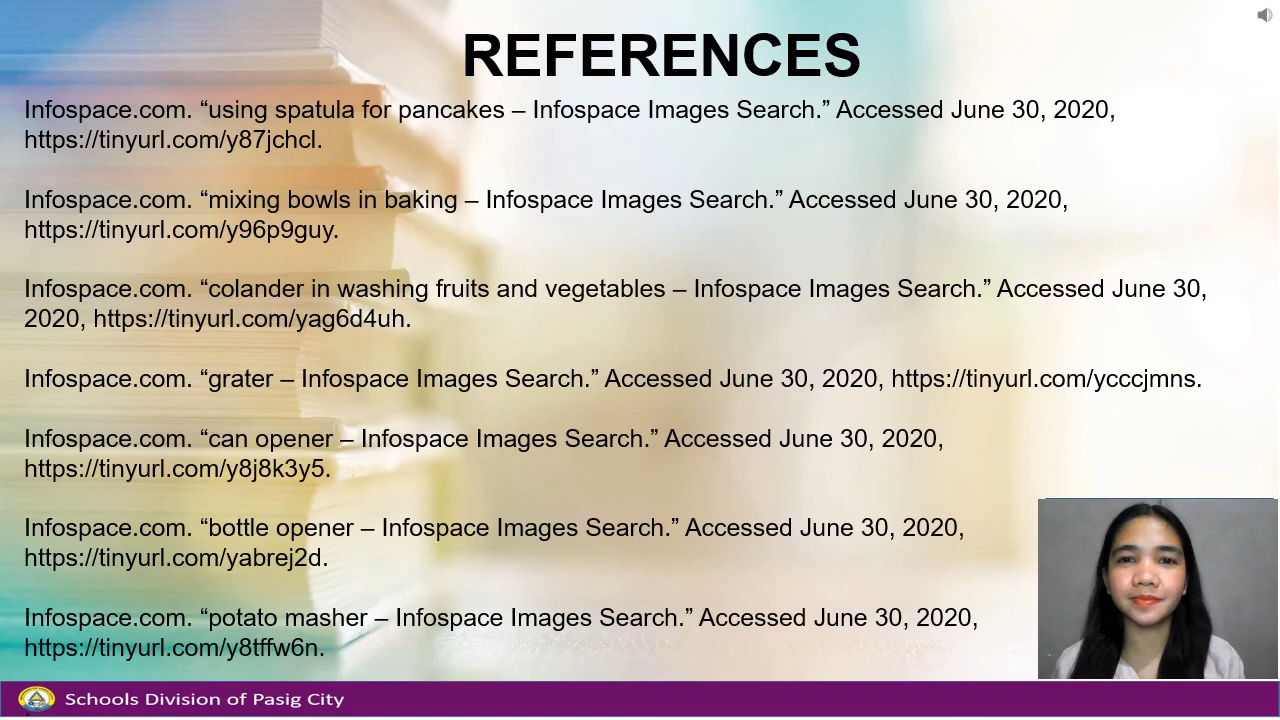 REFERENCES
Infospace.com. “using spatula for pancakes – Infospace Images Search.” Accessed June 30, 2020,
https://tinyurl.com/y87jchcl.
Infospace.com. “mixing bowls in baking – Infospace Images Search.” Accessed June 30, 2020,
https://tinyurl.com/y96p9guy.
Infospace.com. “colander in washing fruits and vegetables – Infospace Images Search.” Accessed June 30,
2020, https://tinyurl.com/yag6d4uh.
Infospace.com. “grater – Infospace Images Search.” Accessed June 30, 2020, https://tinyurl.com/ycccjmns.
Infospace.com. “can opener – Infospace Images Search.” Accessed June 30, 2020,
https://tinyurl.com/y8j8k3y5.
Infospace.com. “bottle opener – Infospace Images Search.” Accessed June 30, 2020,
https://tinyurl.com/yabrej2d.
Infospace.com. “potato masher – Infospace Images Search.” Accessed June 30, 2020,
https://tinyurl.com/y8tffw6n.
Schools Division of Pasig City